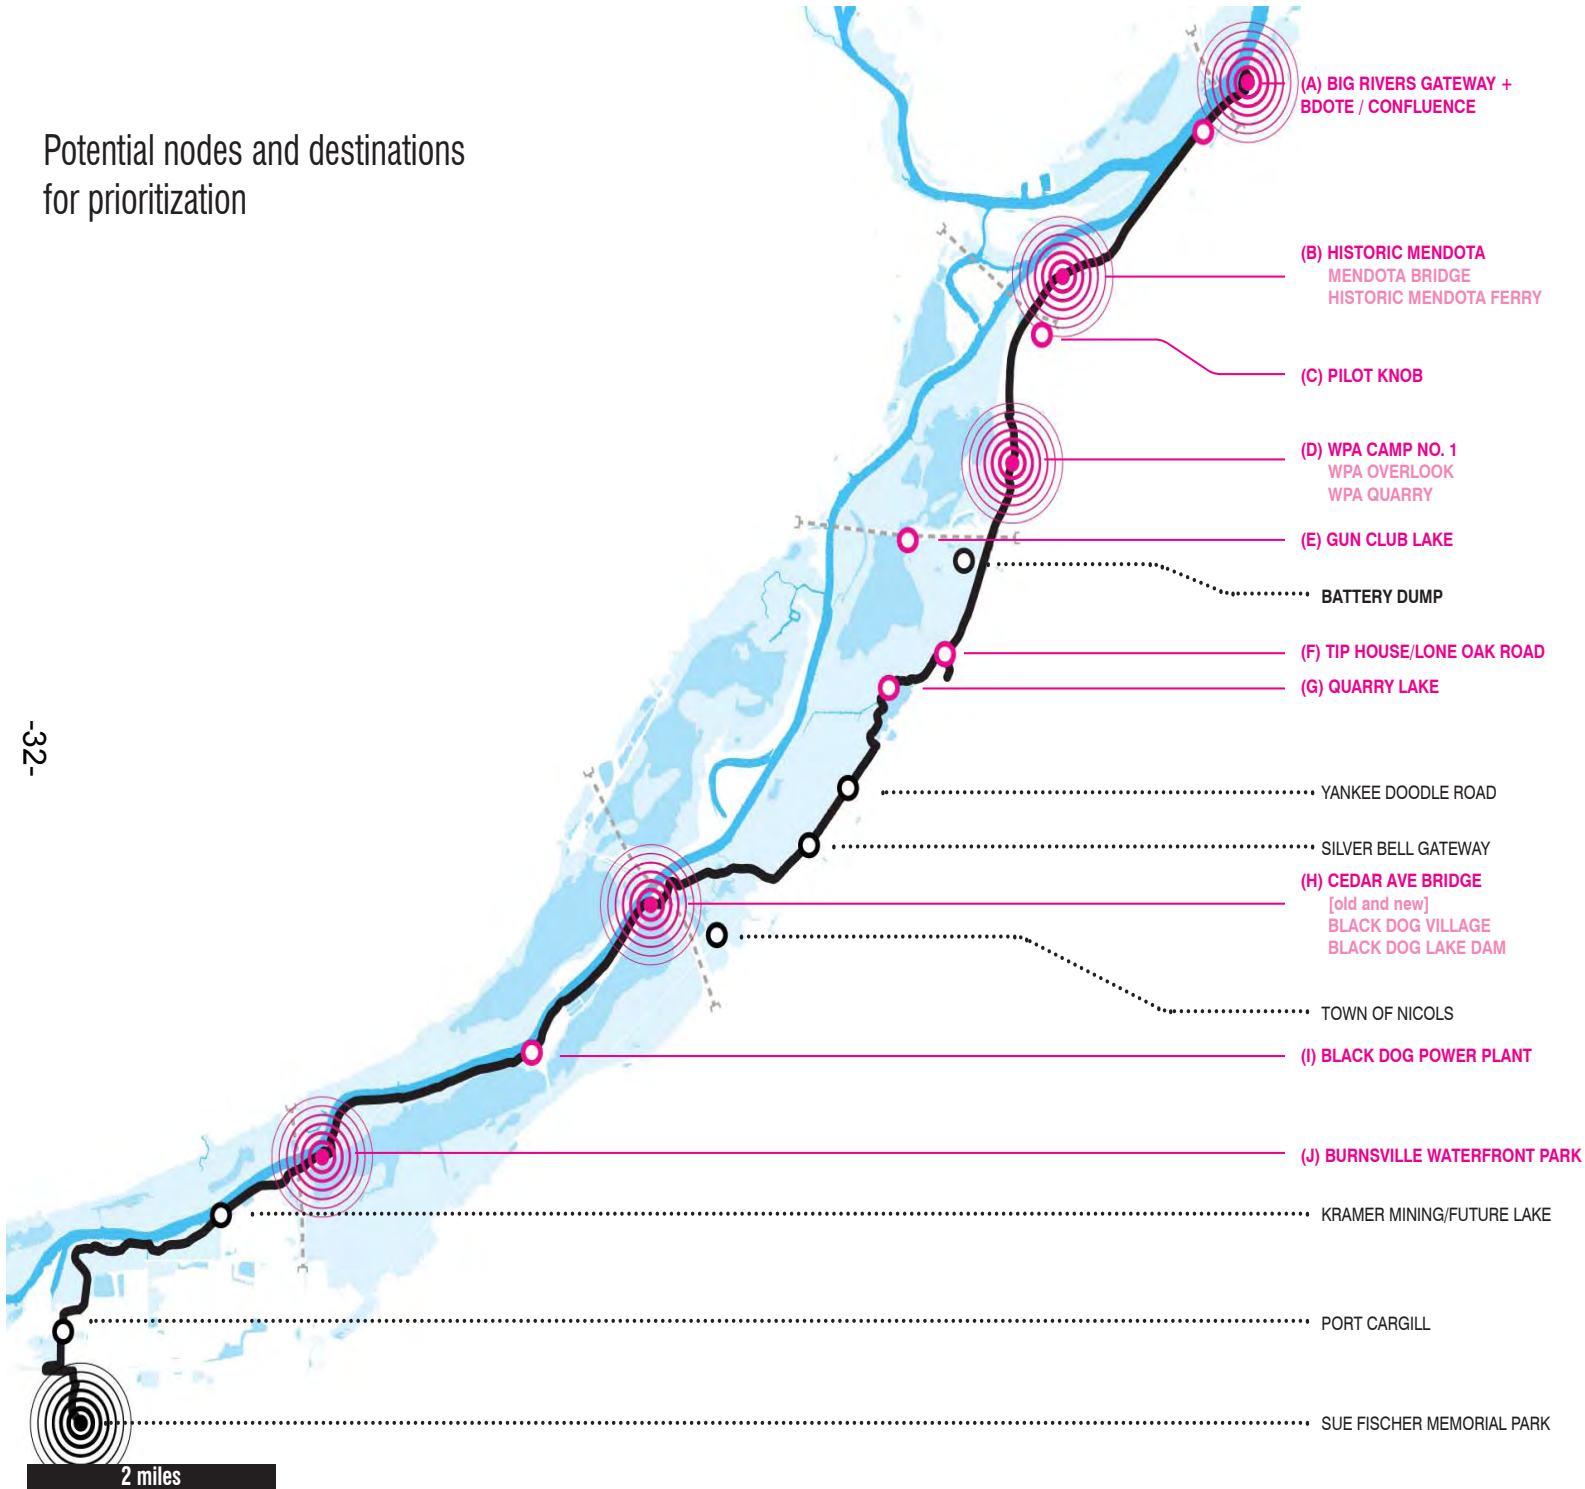 Potential nodes and destinations
for prioritization
(A) BIG RIVERS GATEWAY +
BDOTE / CONFLUENCE
(B) HISTORIC MENDOTA
MENDOTA BRIDGE
HISTORIC MENDOTA FERRY
(C) PILOT KNOB
(D) WPA CAMP NO. 1
WPA OVERLOOK
WPA QUARRY
(E) GUN CLUB LAKE
BATTERY DUMP
(F) TIP HOUSE/LONE OAK ROAD
(G) QUARRY LAKE
-32-
YANKEE DOODLE ROAD
SILVER BELL GATEWAY
(H) CEDAR AVE BRIDGE
[old and new]
BLACK DOG VILLAGE
BLACK DOG LAKE DAM
TOWN OF NICOLS
(I) BLACK DOG POWER PLANT
(J) BURNSVILLE WATERFRONT PARK
KRAMER MINING/FUTURE LAKE
PORT CARGILL
SUE FISCHER MEMORIAL PARK
2 miles